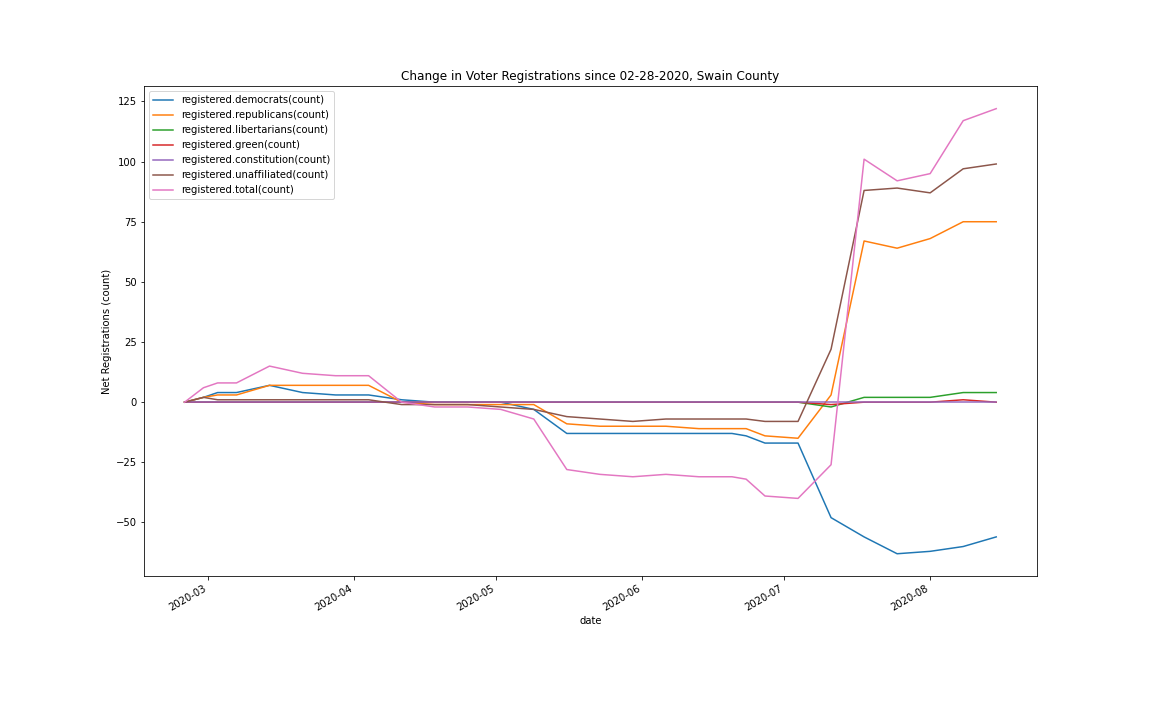 Change in Voter Registrations since 02-28-2020, Swain County
registered.democrats(count)
registered.republicans(count)
registered.libertarians(count)
registered.green(count)
registered.constitution(count)
registered.unaffiliated(count)
registered.total(count)
Net Registrations (count)
125
100
75
50
25
0
−25
−50
2020-03
2020-04
2020-05
2020-06
2020-07
2020-08
date